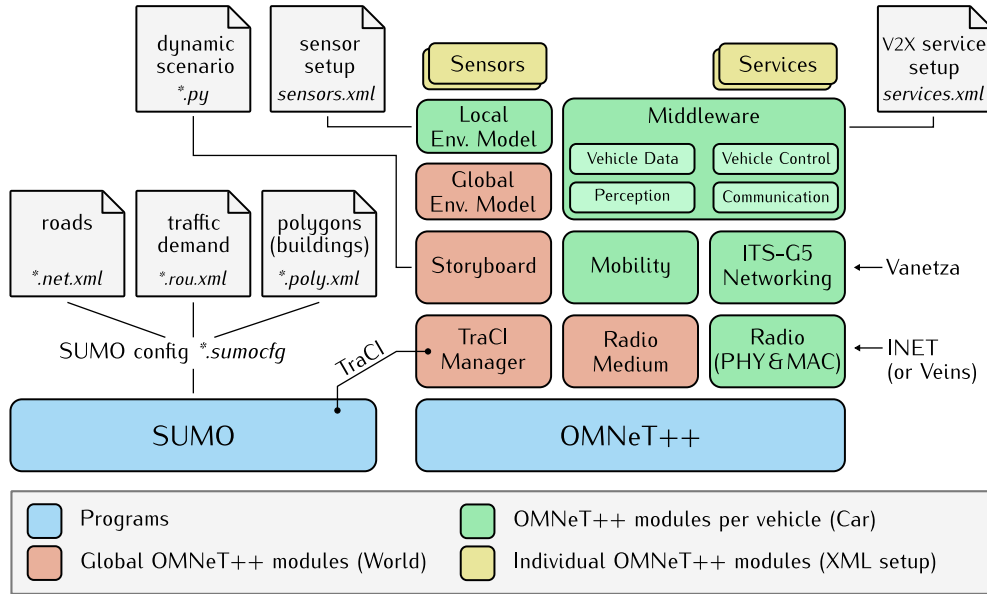 dynamic
scenario
*.py
sensor
setup
sensors.xml
Sensors
Services
V2X service
setup
services.xml
Local
Env. Model
Middleware
Vehicle Data
Vehicle Control
Perception
Communication
Global
Env. Model
roads
*.net.xml
traffic
demand
*.rou.xml
polygons
(buildings)
*.poly.xml
Storyboard
Mobility
ITS-G5
Networking
Vanetza
SUMO config *.sumocfg
TraCI
TraCI
Manager
Radio
Medium
Radio
(PHY & MAC)
INET
(or Veins)
SUMO
OMNeT++
Programs
Global OMNeT++ modules (World)
OMNeT++ modules per vehicle (Car)
Individual OMNeT++ modules (XML setup)